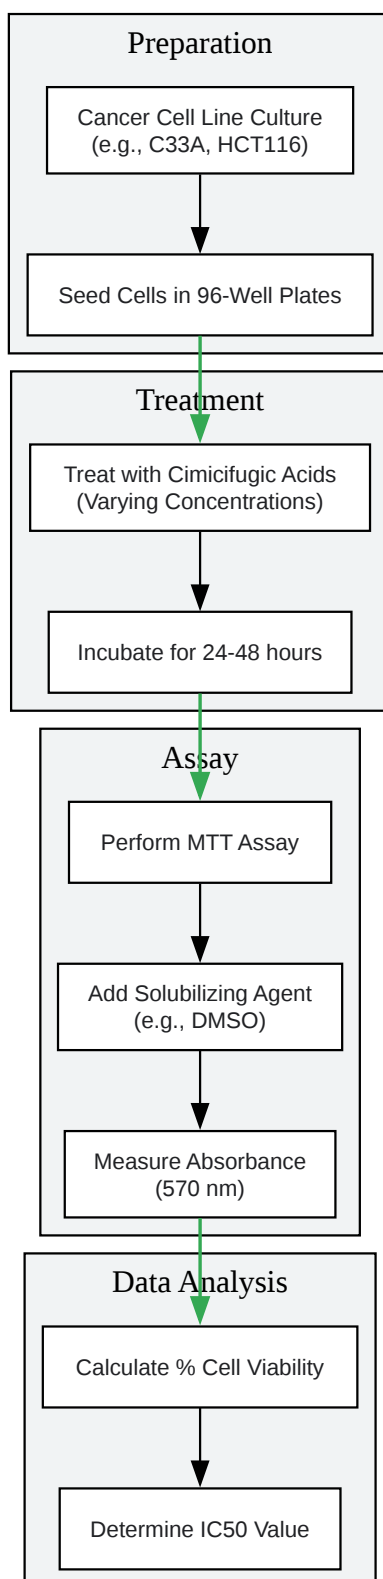 Preparation
Cancer Cell Line Culture
(e.g., C33A, HCT116)
Seed Cells in 96-Well Plates
Treatment
Treat with Cimicifugic Acids
(Varying Concentrations)
Incubate for 24-48 hours
Assay
Perform MTT Assay
Add Solubilizing Agent
(e.g., DMSO)
Measure Absorbance
(570 nm)
Data Analysis
Calculate % Cell Viability
Determine IC50 Value